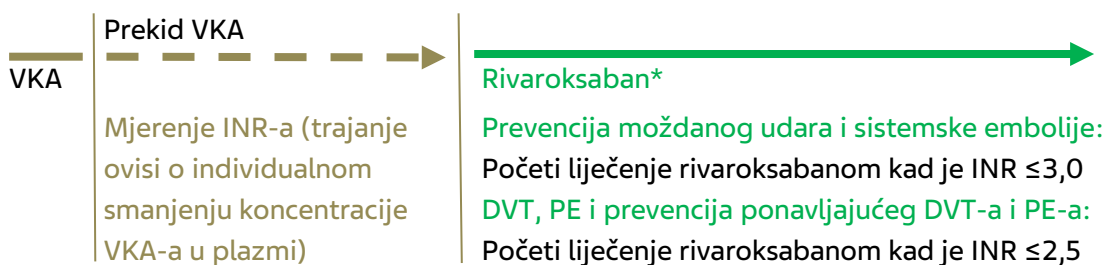 Prekid VKA
VKA
Mjerenje INR-a (trajanje
ovisi o individualnom
smanjenju koncentracije
VKA-a u plazmi)
Rivaroksaban*
Prevencija moždanog udara i sistemske embolije:
Početi liječenje rivaroksabanom kad je INR ≤3,0
DVT, PE i prevencija ponavljajućeg DVT-a i PE-a:
Početi liječenje rivaroksabanom kad je INR ≤2,5